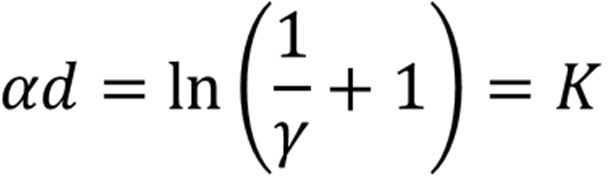 αd = ln(1/γ + 1) = K